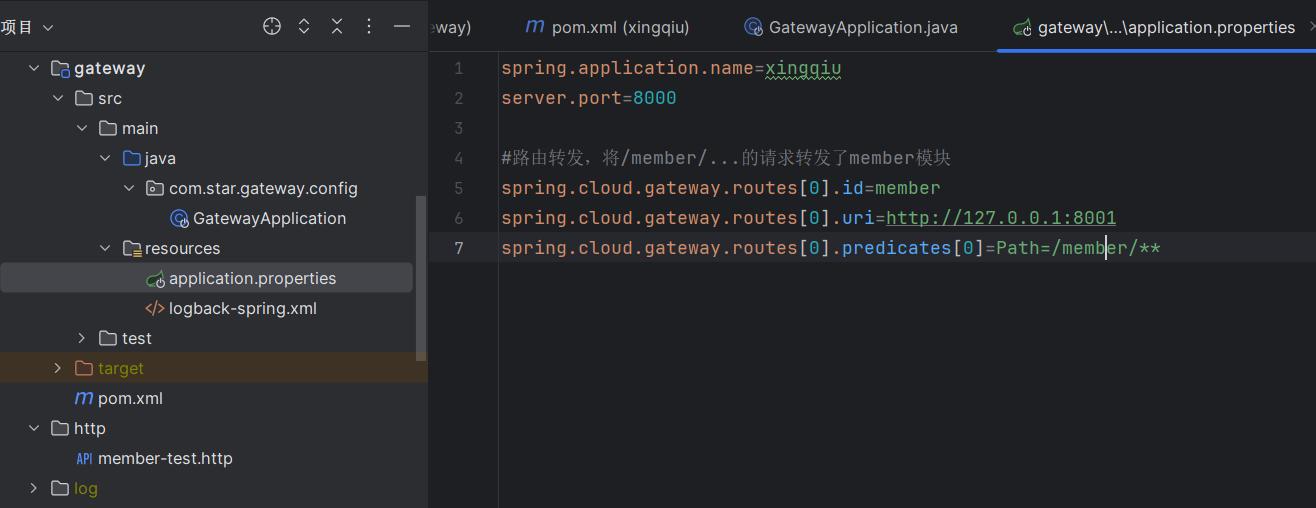 项目
eway)
pom.xml (xingqiu)
GatewayApplication.java
gateway\...\application.properties
gateway
src
main
java
com.star.gateway.config
GatewayApplication
resources
application.properties
logback-spring.xml
test
target
pom.xml
http
API member-test.http
log
1 spring.application.name=xingqiu
2 server.port=8000
3
4 #路由转发，将/member/...的请求转发了member模块
5 spring.cloud.gateway.routes[0].id=member
6 spring.cloud.gateway.routes[0].uri=http://127.0.0.1:8001
7 spring.cloud.gateway.routes[0].predicates[0]=Path=/member/**